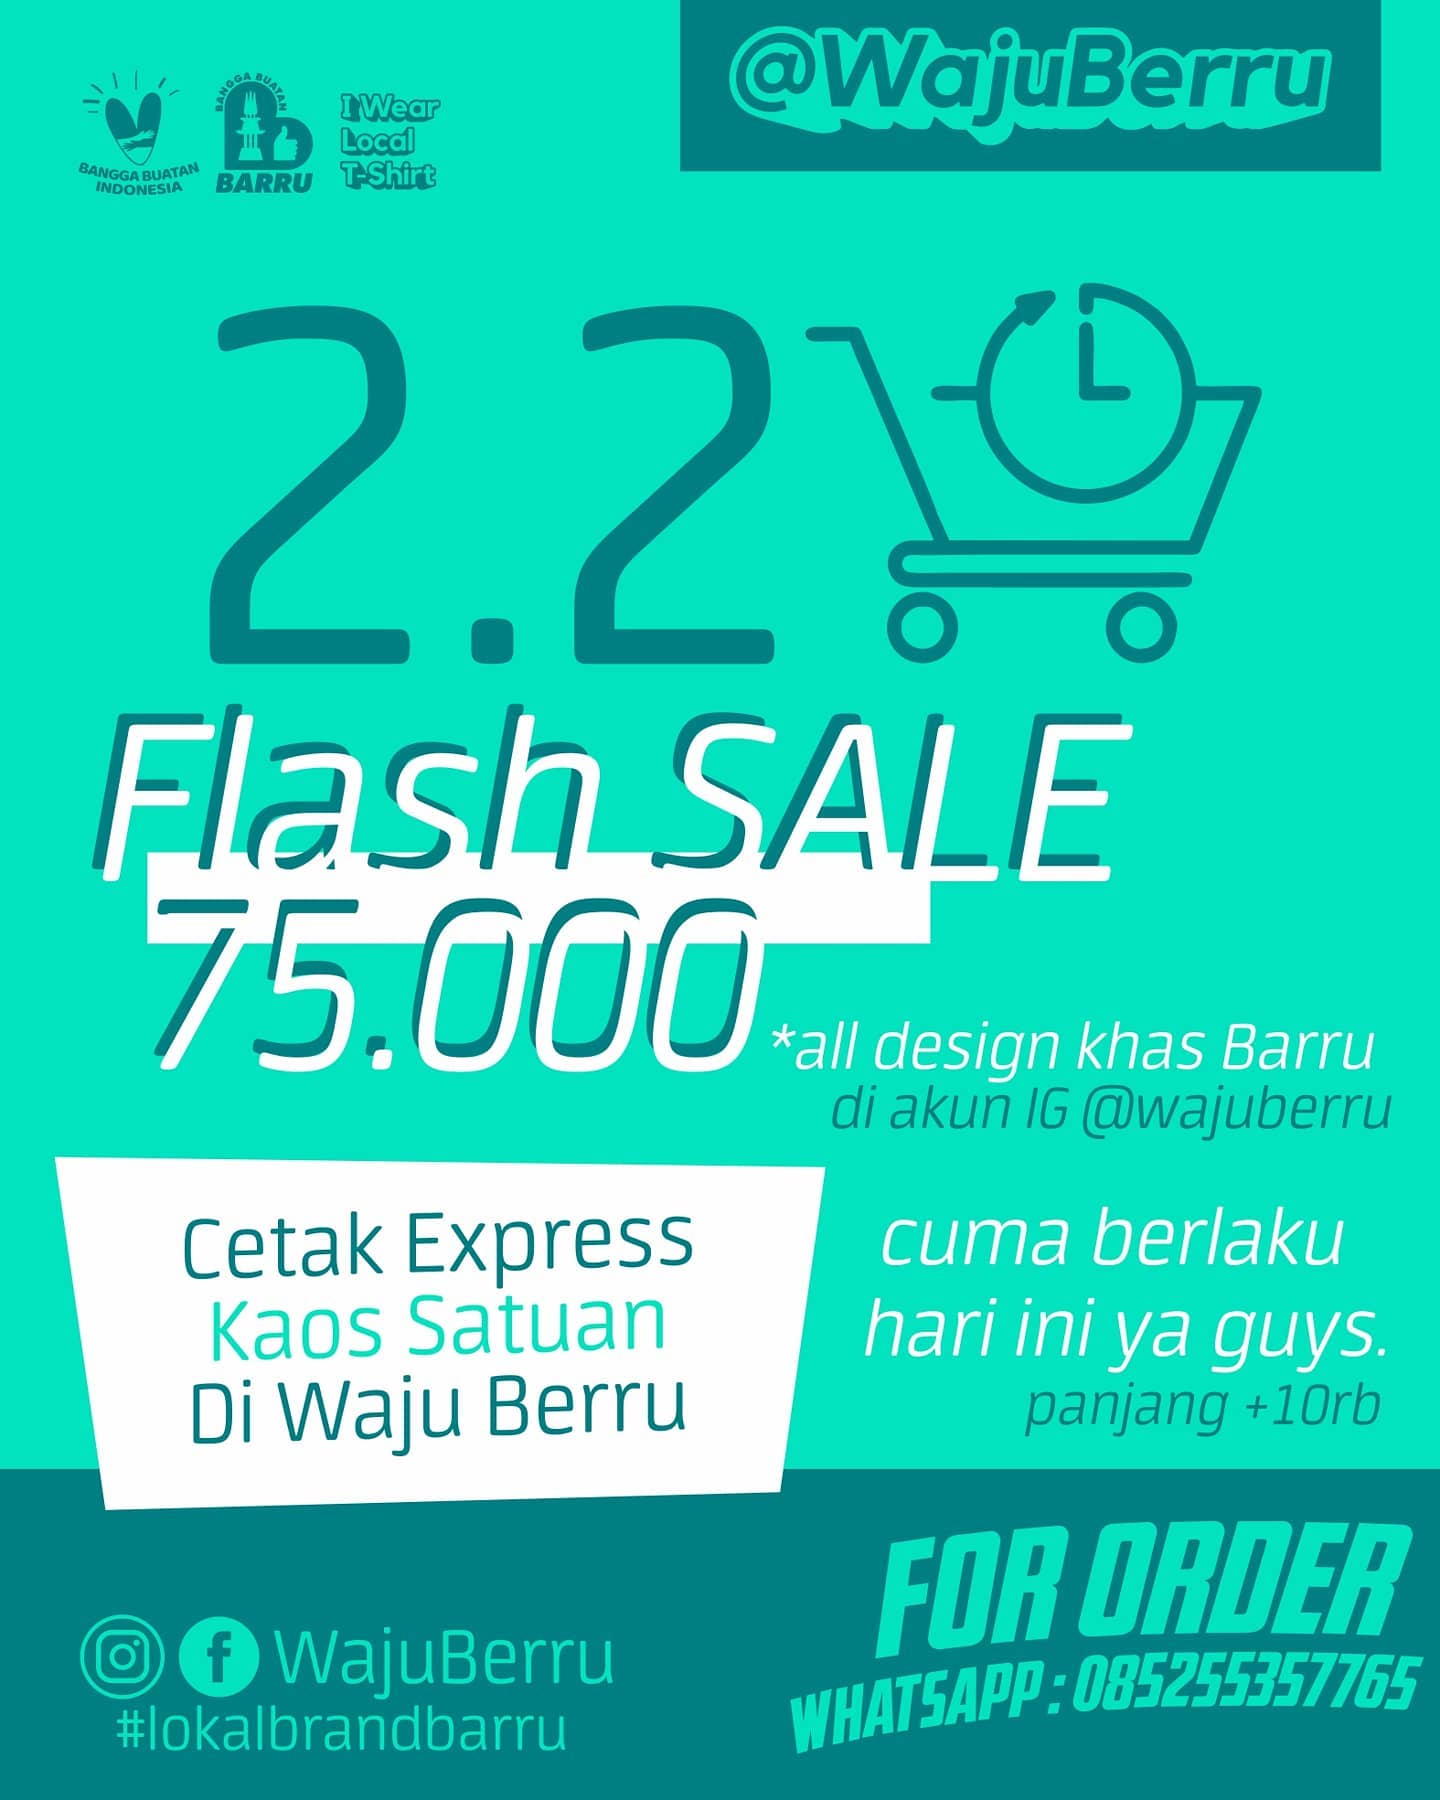 BANGGA BUATAN
INDONESIA
BANGGA BUATAN
BARRU
I Wear
Local
T-Shirt
@WajuBerru
2.2
Flash SALE
75.000
*all design khas Barru
di akun IG @wajuberru
Cetak Express
Kaos Satuan
Di Waju Berru
cuma berlaku
hari ini ya guys.
panjang +10rb
FOR ORDER
WHATSAPP : 085255357765
WajuBerru
#lokalbrandbarru